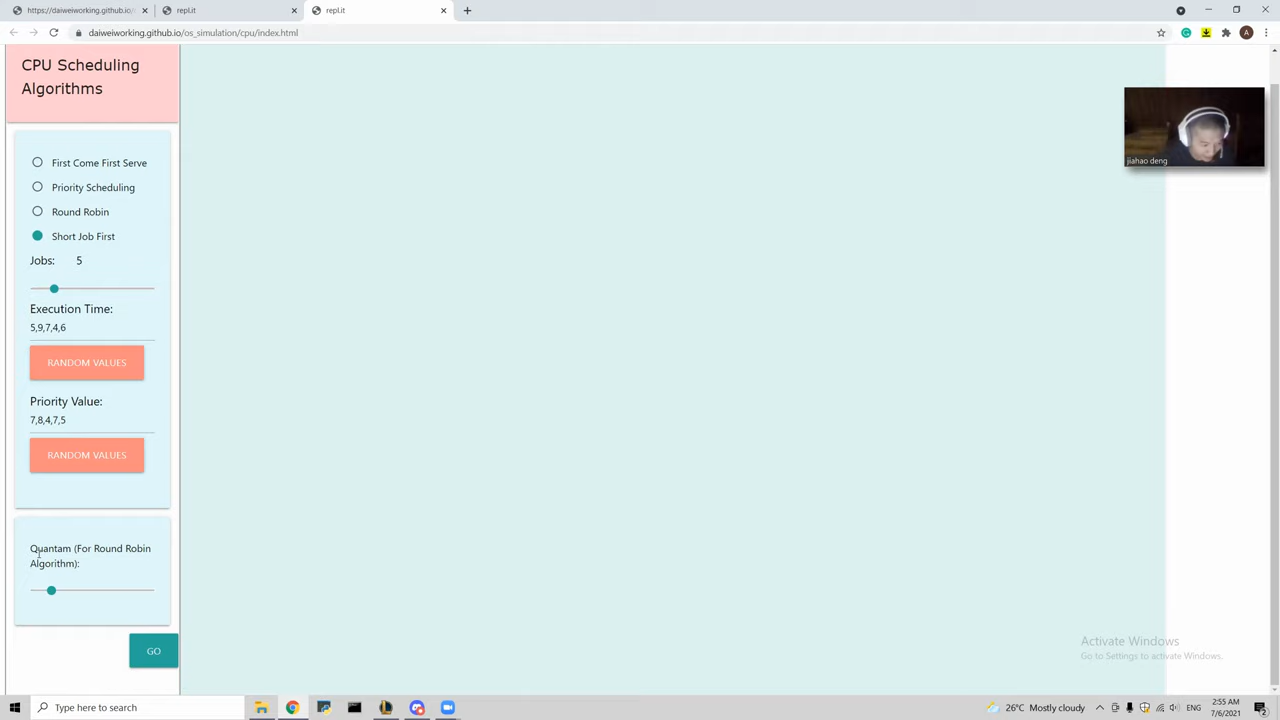 https://daiweiworking.github.io/os_
repl.it
repl.it
daiweiworking.github.io/os_simulation/cpu/index.html
A
CPU Scheduling
Algorithms
jiahao deng
First Come First Serve
Priority Scheduling
Round Robin
Short Job First
Jobs: 5
Execution Time:
5,9,7,4,6
RANDOM VALUES
Priority Value:
7,8,4,7,5
RANDOM VALUES
Quantam (For Round Robin
Algorithm):
GO
Activate Windows
Go to Settings to activate Windows.
Type here to search
26°C Mostly cloudy
ENG
2:55 AM
7/6/2021
2